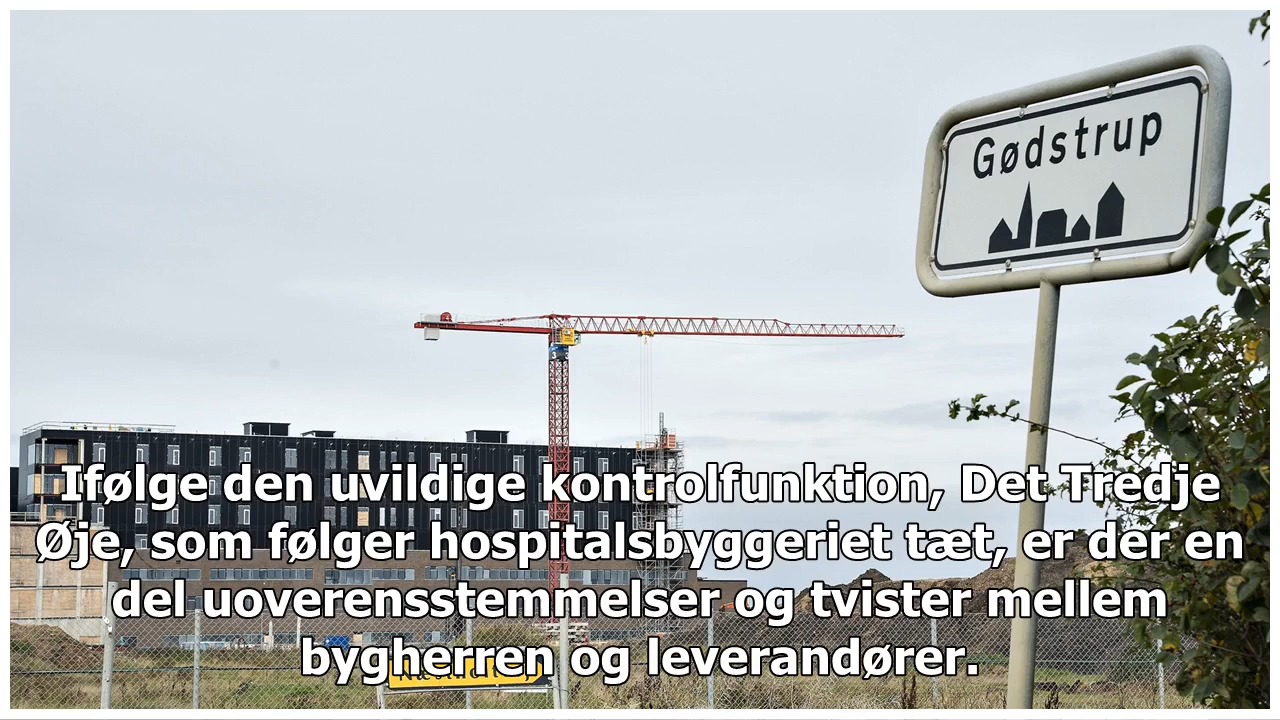 Gødstrup
Ifølge den uvildige kontrolfunktion, Det Tredje
Øje, som følger hospitalsbyggeriet tæt, er der en
del uoverensstemmelser og tvister mellem
bygherren og leverandører.